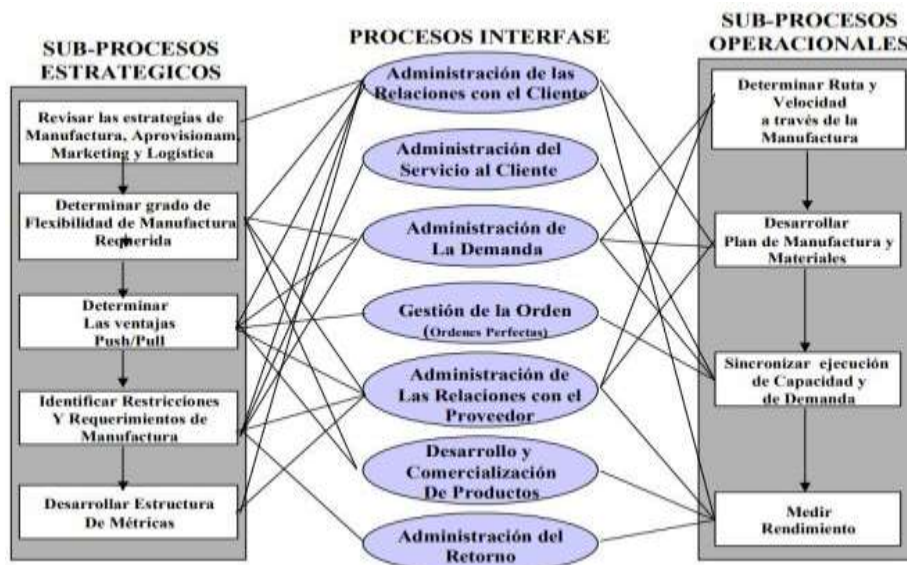 SUB-PROCESOS
ESTRATEGICOS
Revisar las estrategias de
Manufactura, Aprovisionam,
Marketing y Logística
Determinar grado de
Flexibilidad de Manufactura
Requerida
Determinar
Las ventajas
Push/Pull
Identificar Restricciones
Y Requerimientos de
Manufactura
Desarrollar Estructura
De Métricas
PROCESOS INTERFASE
Administración de las
Relaciones con el Cliente
Administración del
Servicio al Cliente
Administración de
La Demanda
Gestión de la Orden
(Ordenes Perfectas)
Administración de
Las Relaciones con el
Proveedor
Desarrollo y
Comercialización
De Productos
Administración del
Retorno
SUB-PROCESOS
OPERACIONALES
Determinar Ruta y
Velocidad
a través de la
Manufactura
Desarrollar
Plan de Manufactura y
Materiales
Sincronizar ejecución
de Capacidad y
de Demanda
Medir
Rendimiento